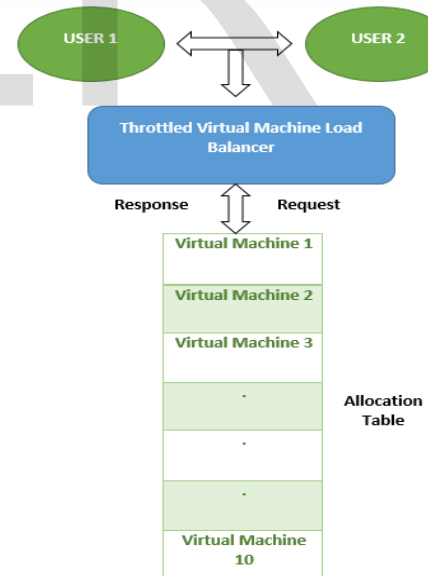 USER 1
USER 2
Throttled Virtual Machine Load
Balancer
Response
Request
Virtual Machine 1
Virtual Machine 2
Virtual Machine 3
.
.
.
Virtual Machine
10
Allocation
Table